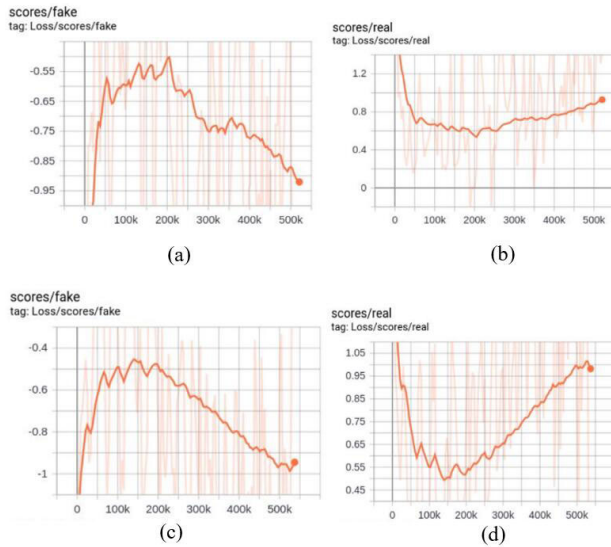 scores/fake
tag: Loss/scores/fake
-0.55
-0.65
-0.75
-0.85
-0.95
0 100k 200k 300k 400k 500k
(a)
scores/real
tag: Loss/scores/real
1.2
0.8
0.4
0
0 100k 200k 300k 400k 500k
(b)
scores/fake
tag: Loss/scores/fake
-0.4
-0.6
-0.8
-1
0 100k 200k 300k 400k 500k
(c)
scores/real
tag: Loss/scores/real
1.05
0.95
0.85
0.75
0.65
0.55
0.45
0 100k 200k 300k 400k 500k
(d)